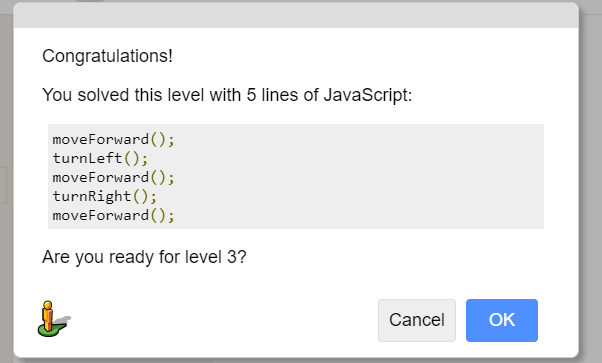 Congratulations!
You solved this level with 5 lines of JavaScript:
moveForward();
turnLeft();
moveForward();
turnRight();
moveForward();
Are you ready for level 3?
Cancel
OK